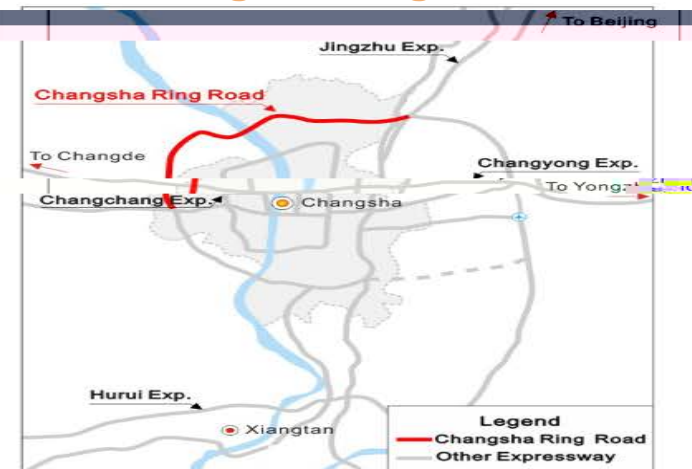 To Beijing
Jingzhu Exp.
Changsha Ring Road
To Changde
Changyong Exp.
To
Changchang Exp.
Changsha
Hurui Exp.
Xiangtan
Legend
Changsha Ring Road
Other Expressway